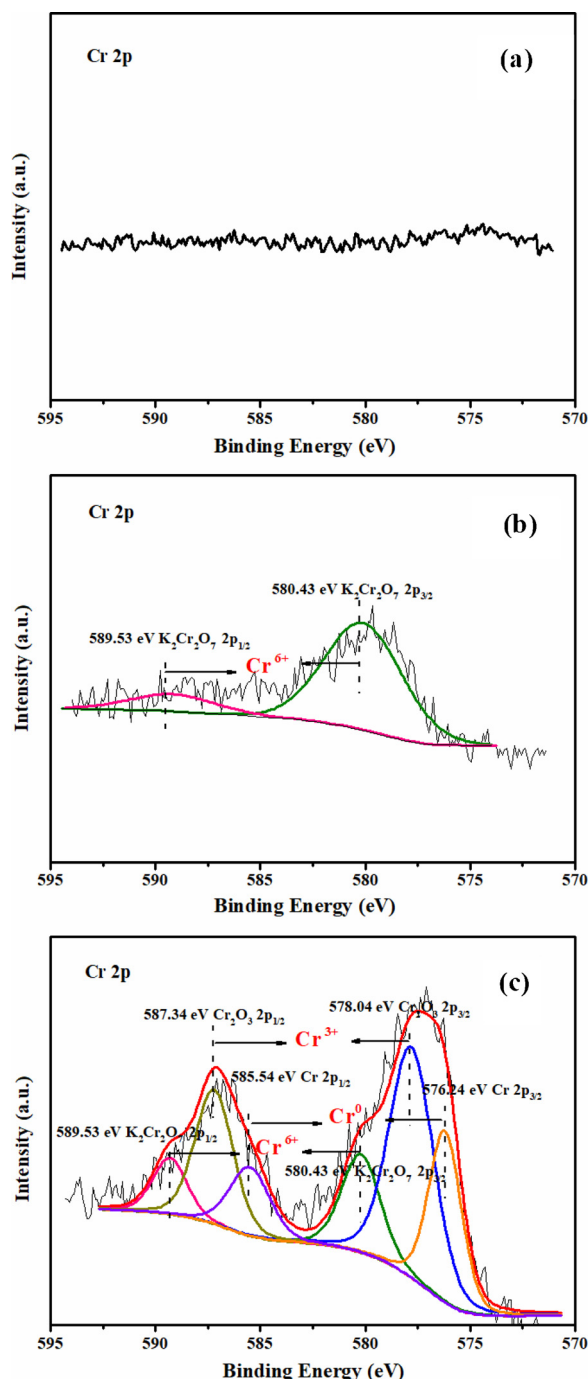 Cr 2p
(a)
Intensity (a.u.)
595 590 585 580 575 570
Binding Energy (eV)
Cr 2p
(b)
580.43 eV K₂Cr₂O₇ 2p₃/₂
589.53 eV K₂Cr₂O₇ 2p₁/₂
Cr⁶⁺
Intensity (a.u.)
595 590 585 580 575 570
Binding Energy (eV)
Cr 2p
(c)
587.34 eV Cr₂O₃ 2p₁/₂
578.04 eV Cr₂O₃ 2p₃/₂
Cr³⁺
585.54 eV Cr 2p₁/₂
576.24 eV Cr 2p₃/₂
Cr⁰
589.53 eV K₂Cr₂O₇ 2p₁/₂
Cr⁶⁺
580.43 eV K₂Cr₂O₇ 2p₃/₂
Intensity (a.u.)
595 590 585 580 575 570
Binding Energy (eV)